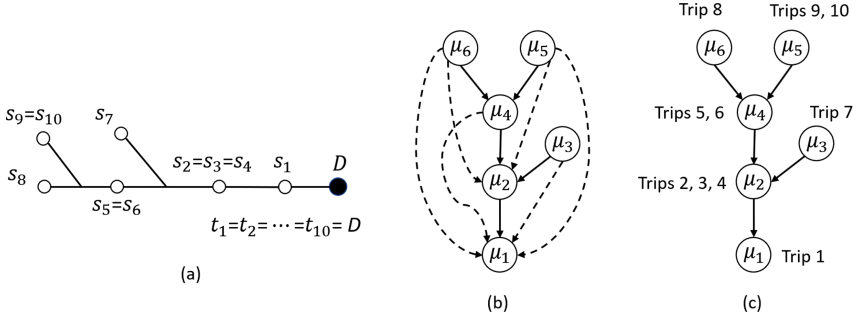 s₉=s₁₀
s₇
s₈
s₅=s₆
s₂=s₃=s₄
s₁
D
t₁=t₂= ⋯ =t₁₀= D
(a)
μ₆
μ₅
μ₄
μ₃
μ₂
μ₁
(b)
Trip 8
Trips 9, 10
μ₆
μ₅
Trips 5, 6
μ₄
Trip 7
μ₃
Trips 2, 3, 4
μ₂
μ₁
Trip 1
(c)